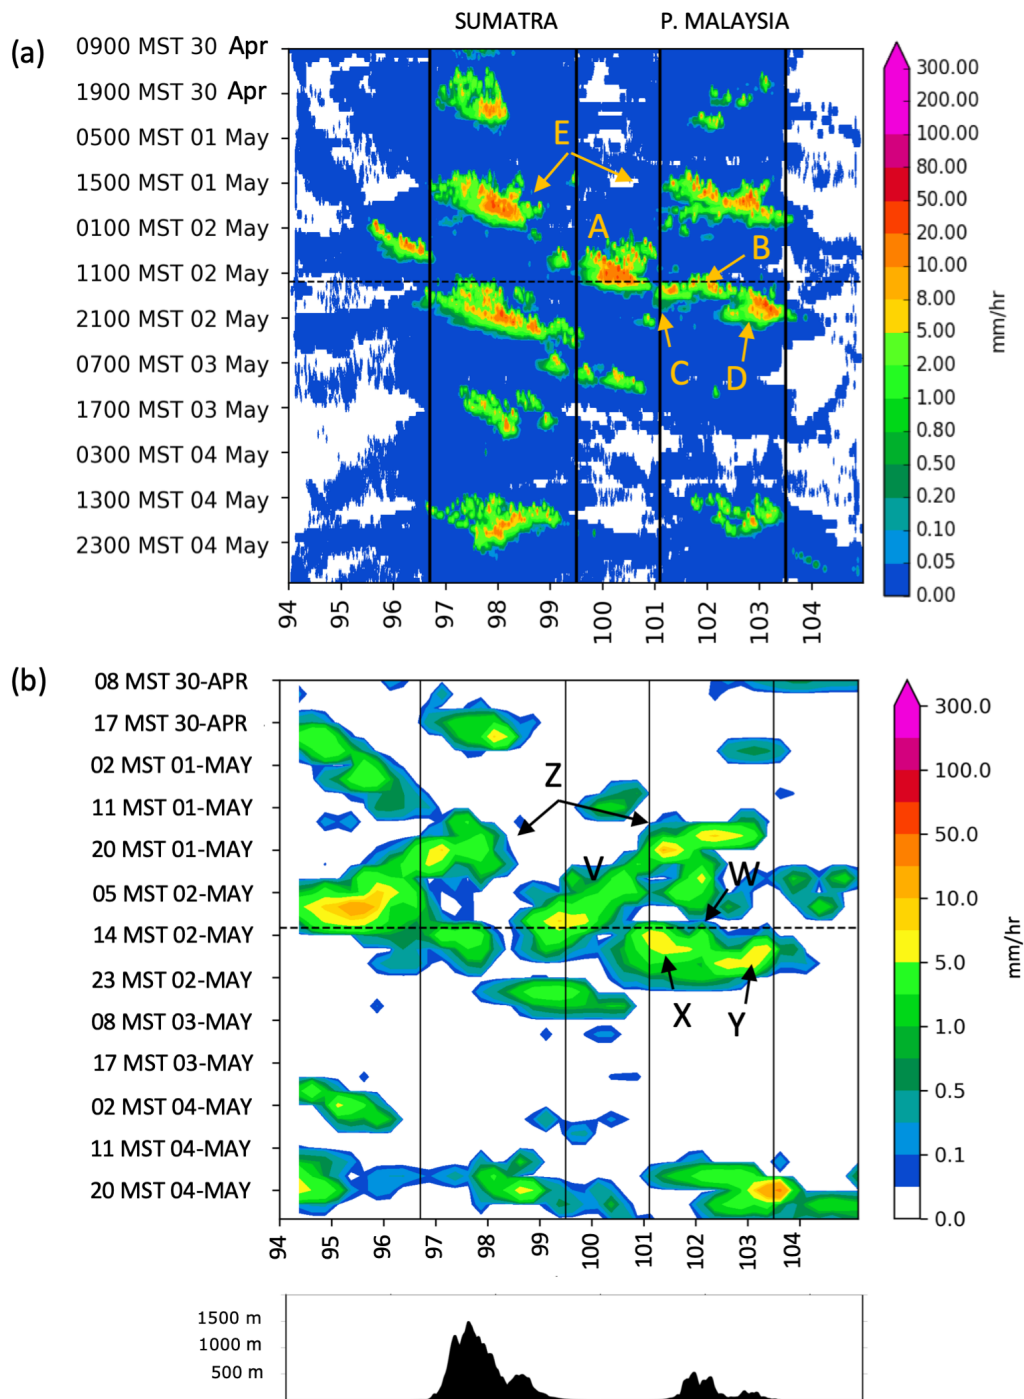 SUMATRA P. MALAYSIA
(a)
0900 MST 30 Apr
1900 MST 30 Apr
0500 MST 01 May
1500 MST 01 May
0100 MST 02 May
1100 MST 02 May
2100 MST 02 May
0700 MST 03 May
1700 MST 03 May
0300 MST 04 May
1300 MST 04 May
2300 MST 04 May
E
A
B
C
D
94 95 96 97 98 99 100 101 102 103 104
300.00
200.00
100.00
80.00
50.00
20.00
10.00
8.00
5.00
2.00
1.00
0.80
0.50
0.20
0.10
0.05
0.00
mm/hr
(b)
08 MST 30-APR
17 MST 30-APR
02 MST 01-MAY
11 MST 01-MAY
20 MST 01-MAY
05 MST 02-MAY
14 MST 02-MAY
23 MST 02-MAY
08 MST 03-MAY
17 MST 03-MAY
02 MST 04-MAY
11 MST 04-MAY
20 MST 04-MAY
Z
V
W
X
Y
94 95 96 97 98 99 100 101 102 103 104
300.0
100.0
50.0
10.0
5.0
1.0
0.5
0.1
0.0
mm/hr
1500 m
1000 m
500 m